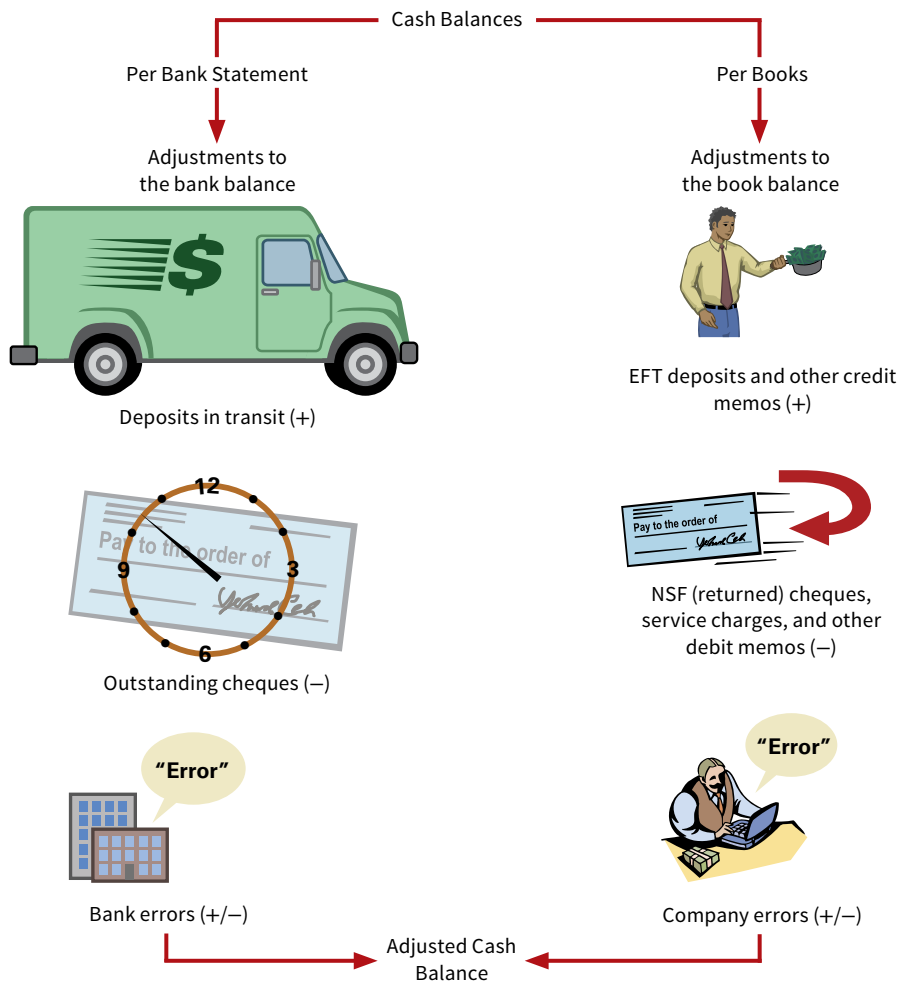 Cash Balances
Per Bank Statement
Per Books
Adjustments to
the bank balance
Adjustments to
the book balance
$
Deposits in transit (+)
EFT deposits and other credit
memos (+)
12
3
6
9
Pay to the order of
Outstanding cheques (−)
Pay to the order of
NSF (returned) cheques,
service charges, and other
debit memos (−)
“Error”
Bank errors (+/−)
“Error”
Company errors (+/−)
Adjusted Cash
Balance